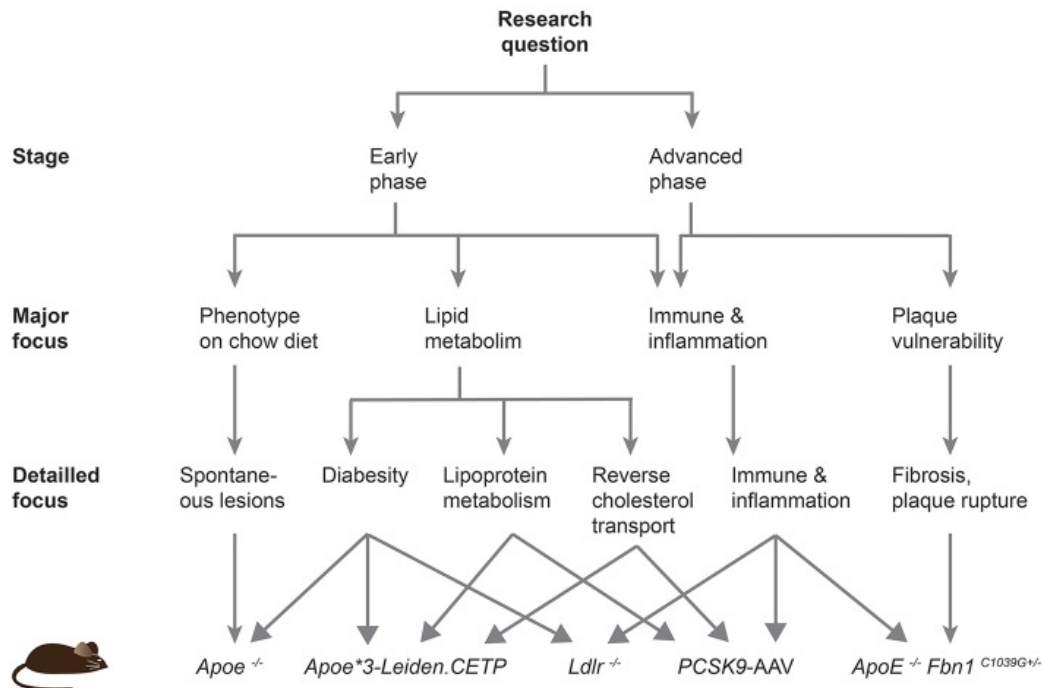 Research
question
Stage
Early
phase
Advanced
phase
Major
focus
Phenotype
on chow diet
Lipid
metabolim
Immune &
inflammation
Plaque
vulnerability
Detailled
focus
Spontane-
ous lesions
Diabesity
Lipoprotein
metabolism
Reverse
cholesterol
transport
Immune &
inflammation
Fibrosis,
plaque rupture
Apoe -/-
Apoe*3-Leiden.CETP
Ldlr -/-
PCSK9-AAV
ApoE -/- Fbn1 C1039G+/-